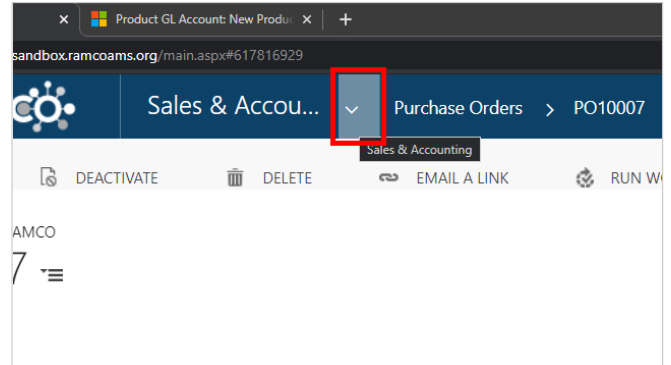 Product GL Account: New Produc
sandbox.ramcoams.org/main.aspx#617816929
Sales & Accou... Purchase Orders > PO10007
Sales & Accounting
DEACTIVATE DELETE EMAIL A LINK RUN
AMCO
7